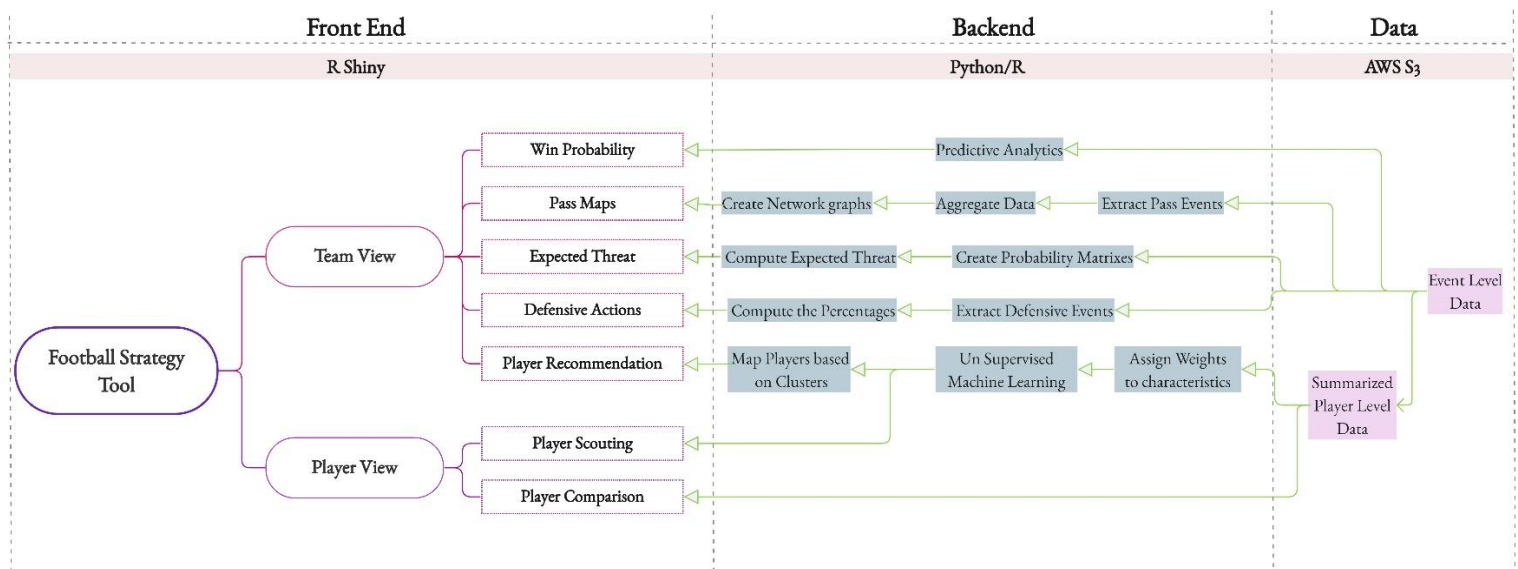 Front End
Backend
Data
R Shiny
Python/R
AWS S3
Win Probability
Predictive Analytics
Pass Maps
Create Network graphs
Aggregate Data
Extract Pass Events
Team View
Expected Threat
Compute Expected Threat
Create Probability Matrixes
Event Level
Data
Defensive Actions
Compute the Percentages
Extract Defensive Events
Football Strategy
Tool
Player Recommendation
Map Players based
on Clusters
Un Supervised
Machine Learning
Assign Weights
to characteristics
Summarized
Player Level
Data
Player View
Player Scouting
Player Comparison